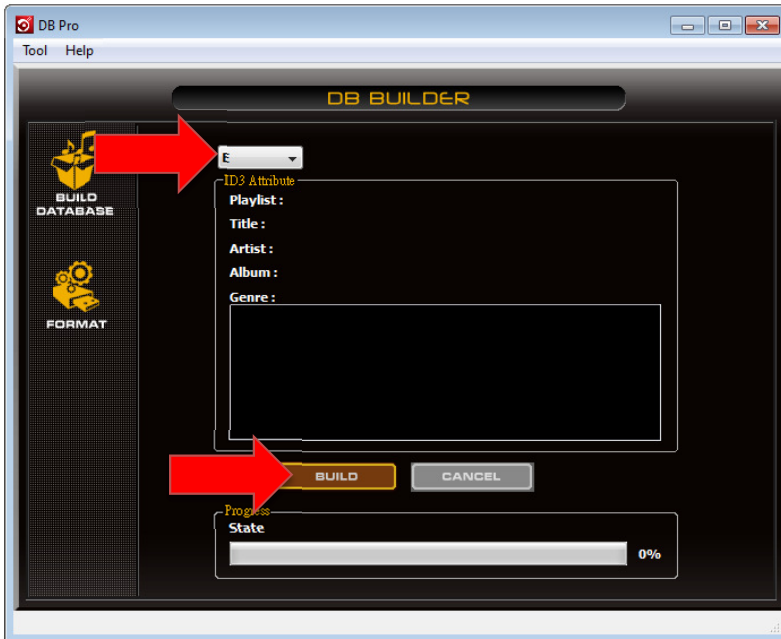 DB Pro
Tool Help
DB BUILDER
E
BUILD
DATABASE
ID3 Attribute
Playlist :
Title :
Artist :
Album :
Genre :
FORMAT
BUILD CANCEL
Progress
State
0%